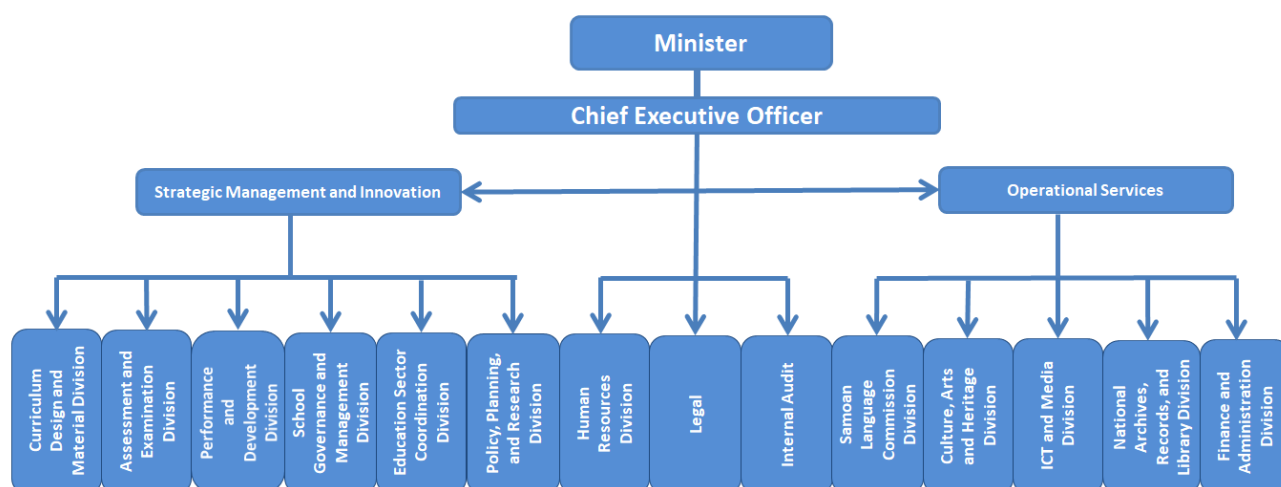 Minister
Chief Executive Officer
Strategic Management and Innovation
Operational Services
Curriculum
Design and
Material Division
Assessment and
Examination
Division
Performance
and
Development
Division
School
Governance and
Management
Division
Education Sector
Coordination
Division
Policy, Planning,
and Research
Division
Human
Resources
Division
Legal
Internal Audit
Samoan
Language
Commission
Division
Culture, Arts
and Heritage
Division
ICT and Media
Division
National
Archives,
Records, and
Library Division
Finance and
Administration
Division